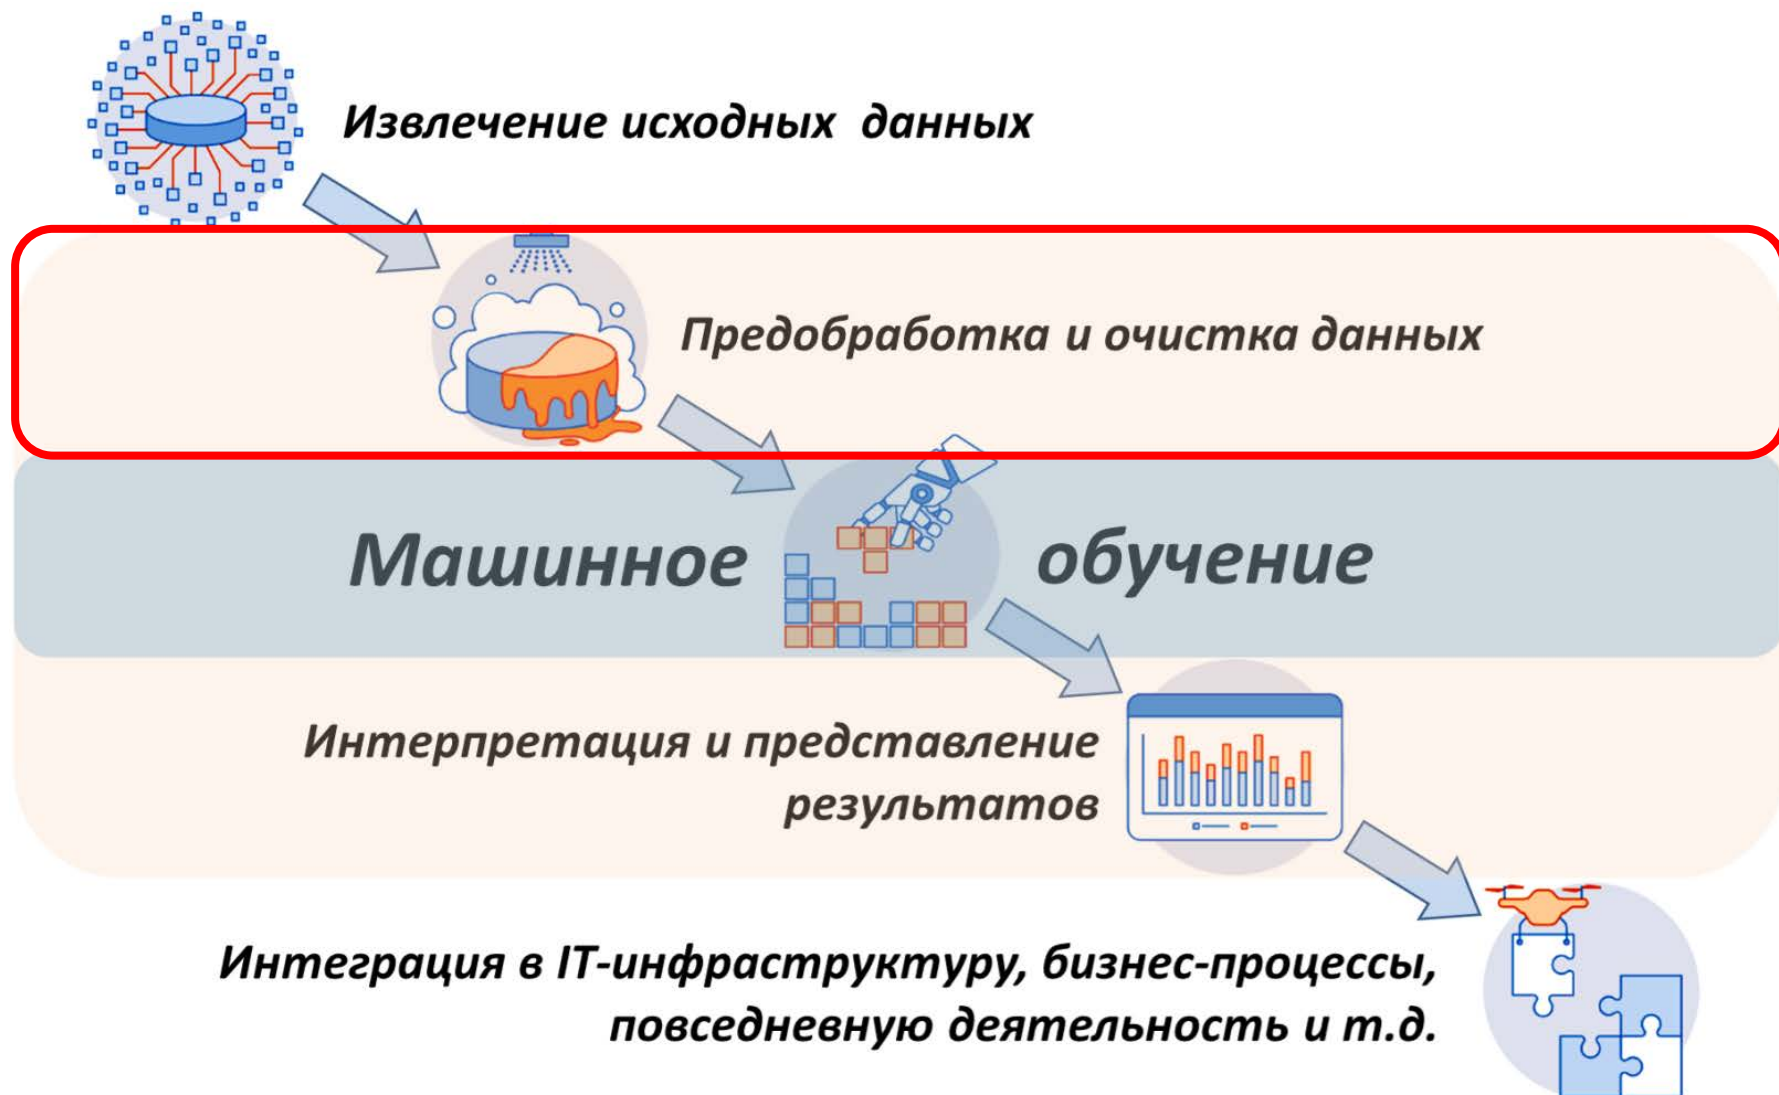 Извлечение исходных данных
Предобработка и очистка данных
Машинное обучение
Интерпретация и представление
результатов
Интеграция в IT-инфраструктуру, бизнес-процессы,
повседневную деятельность и т.д.